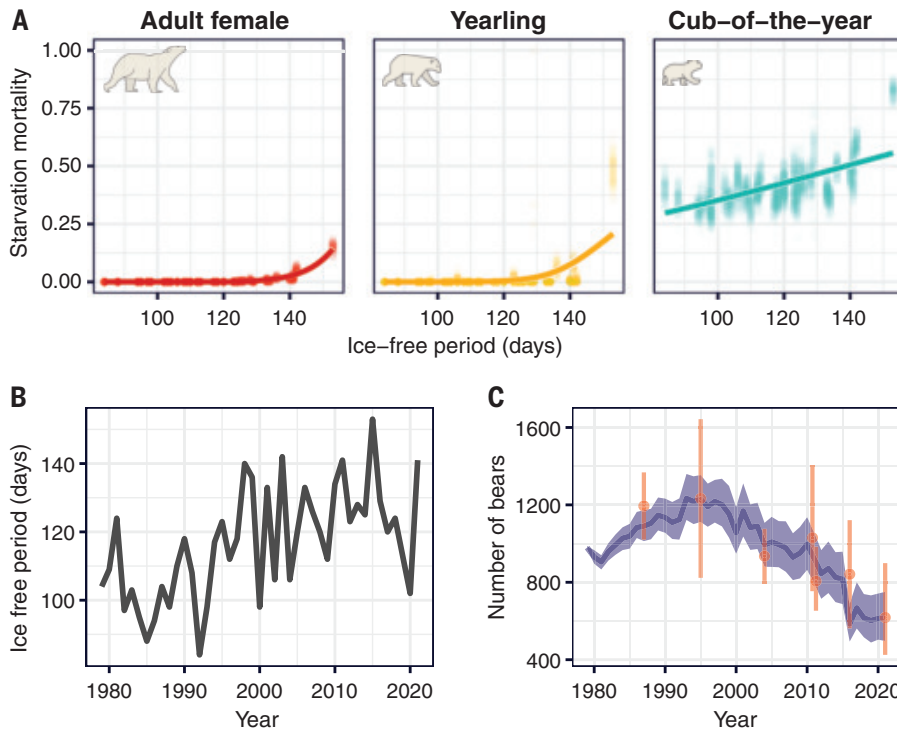 A
Adult female
Yearling
Cub−of−the−year
Starvation mortality
1.00
0.75
0.50
0.25
0.00
100 120 140
100 120 140
100 120 140
Ice−free period (days)
B
Ice free period (days)
140
120
100
1980 1990 2000 2010 2020
Year
C
Number of bears
1600
1200
800
400
1980 1990 2000 2010 2020
Year